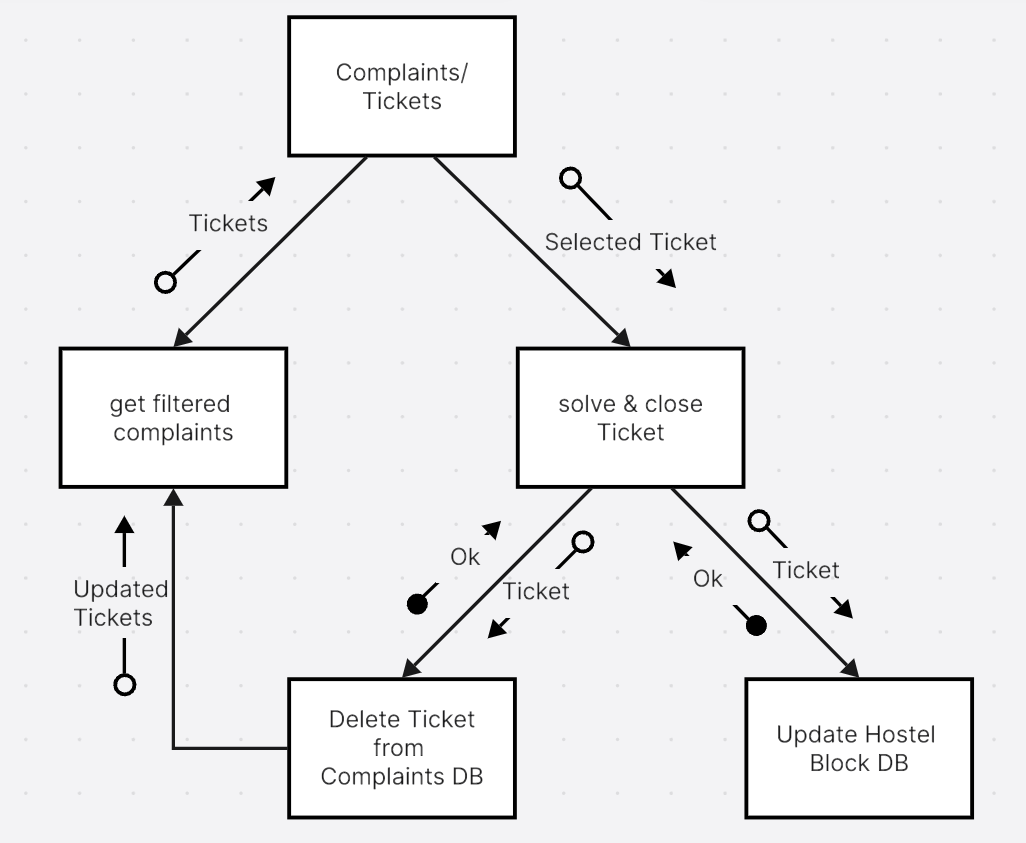 Complaints/
Tickets
Tickets
Selected Ticket
get filtered
complaints
solve & close
Ticket
Ok
Ticket
Ok
Ticket
Updated
Tickets
Delete Ticket
from
Complaints DB
Update Hostel
Block DB